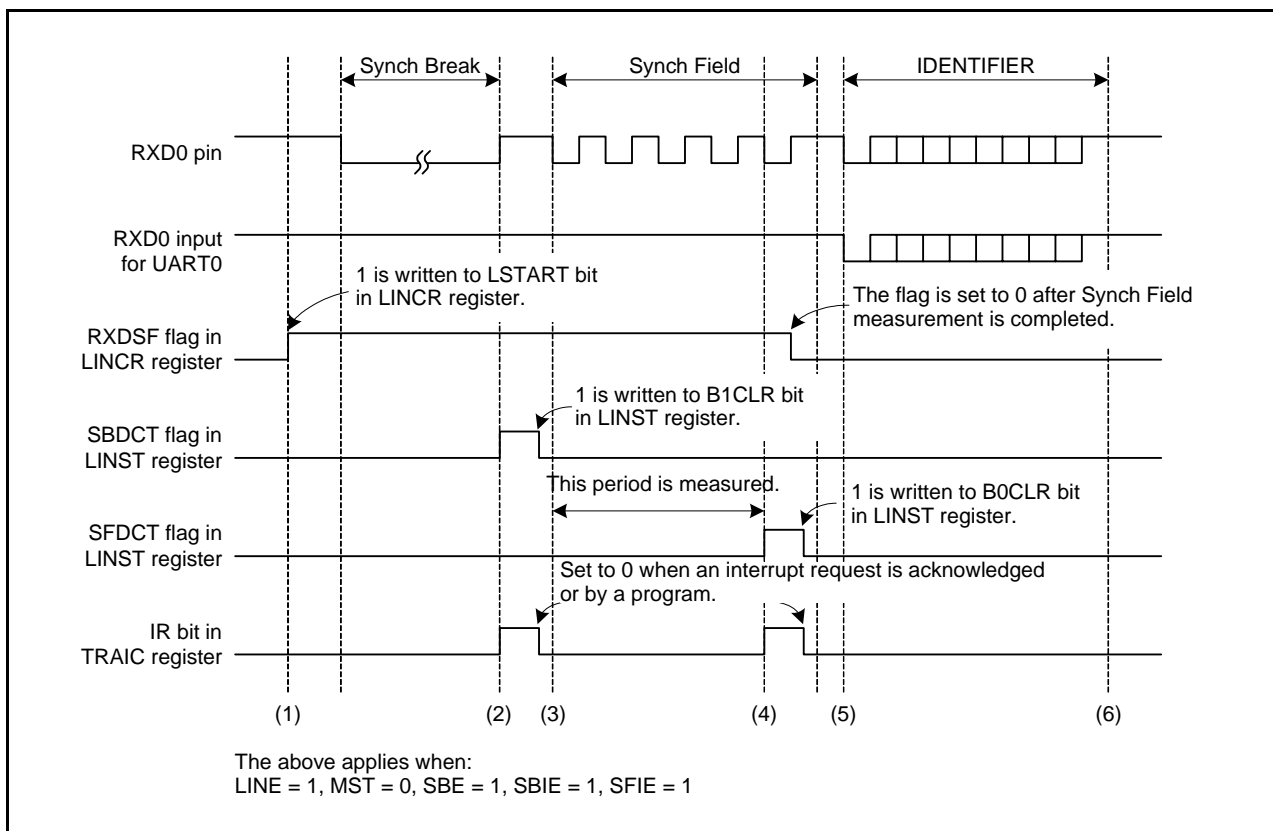 Synch Break
Synch Field
IDENTIFIER
RXD0 pin
RXD0 input
for UART0
1 is written to LSTART bit
in LINCR register.
The flag is set to 0 after Synch Field
measurement is completed.
RXDSF flag in
LINCR register
1 is written to B1CLR bit
in LINST register.
SBDCT flag in
LINST register
This period is measured.
1 is written to B0CLR bit
in LINST register.
SFDCT flag in
LINST register
Set to 0 when an interrupt request is acknowledged
or by a program.
IR bit in
TRAIC register
(1)
(2)
(3)
(4)
(5)
(6)
The above applies when:
LINE = 1, MST = 0, SBE = 1, SBIE = 1, SFIE = 1